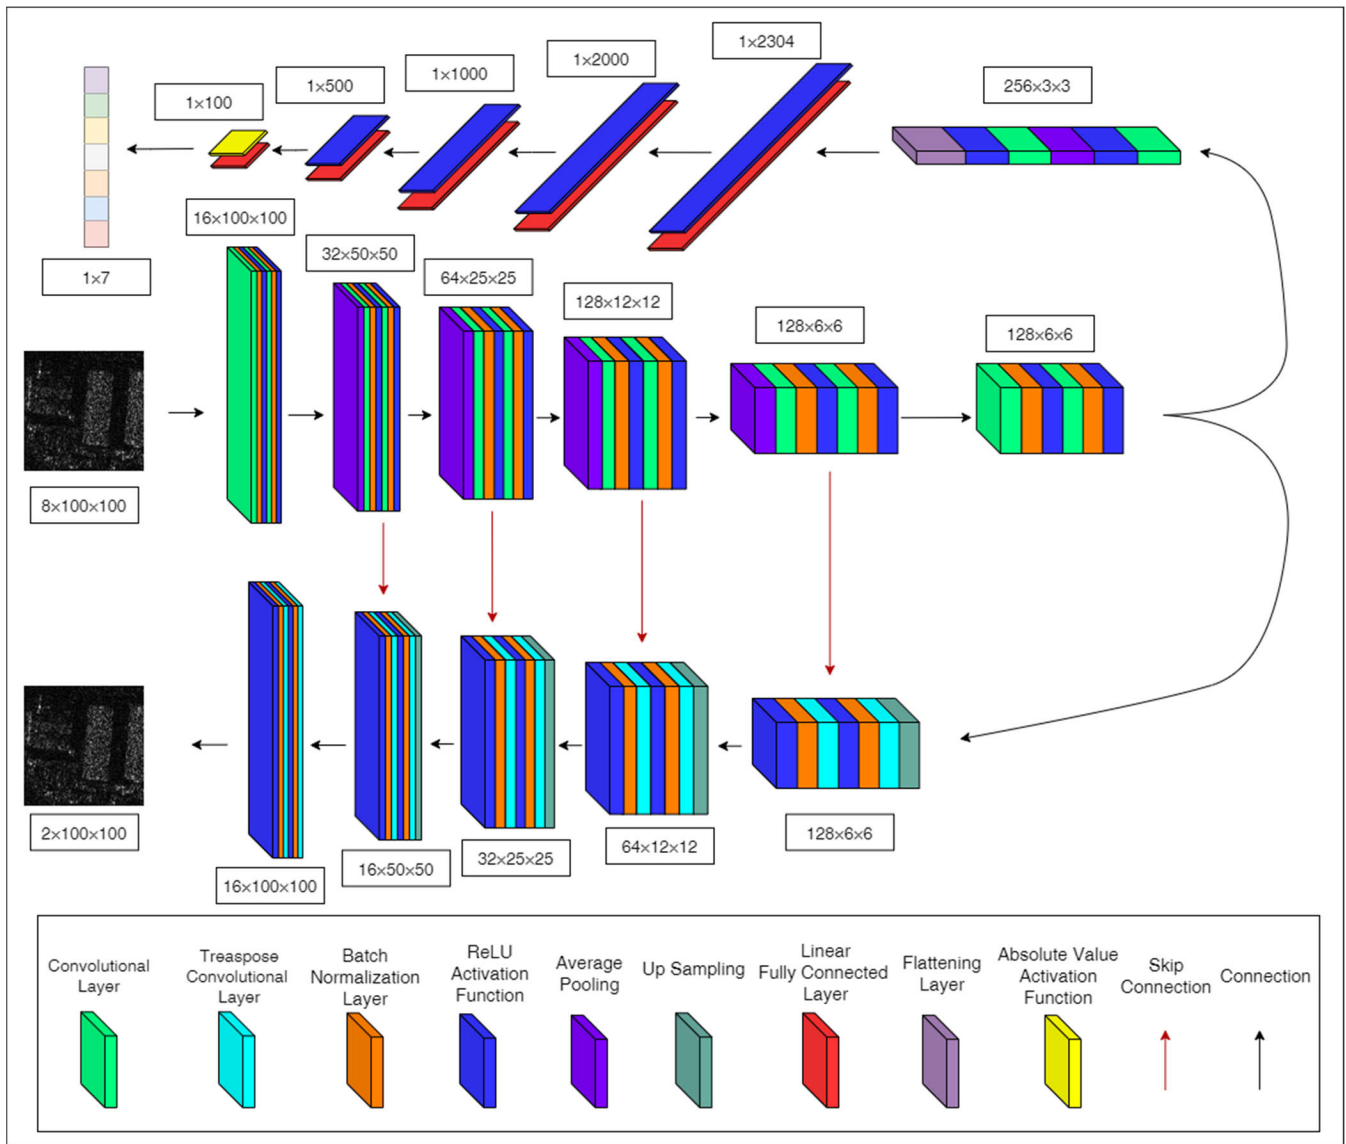 1×2304
1×2000
1×1000
1×500
1×100
256×3×3
16×100×100
32×50×50
1×7
64×25×25
128×12×12
128×6×6
128×6×6
8×100×100
2×100×100
16×100×100
16×50×50
32×25×25
64×12×12
128×6×6
Convolutional
Layer
Treaspose
Convolutional
Layer
Batch
Normalization
Layer
ReLU
Activation
Function
Average
Pooling
Up Sampling
Linear
Fully Connected
Layer
Flattening
Layer
Absolute Value
Activation
Function
Skip
Connection
Connection